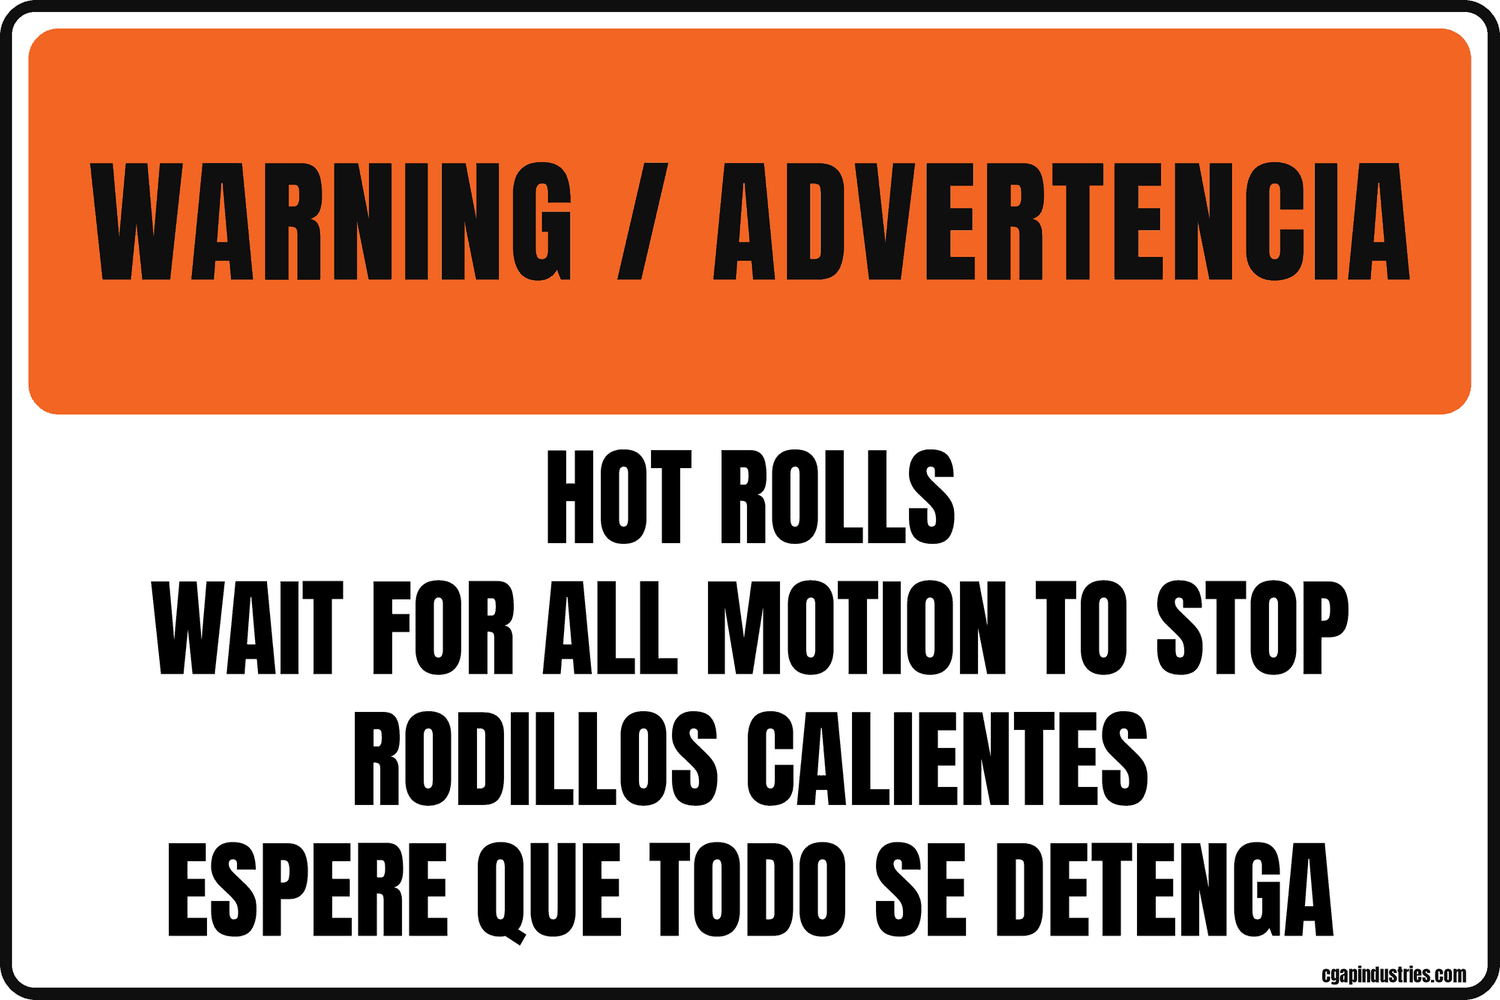 WARNING / ADVERTENCIA
HOT ROLLS
WAIT FOR ALL MOTION TO STOP
RODILLOS CALIENTES
ESPERE QUE TODO SE DETENGA
cgapindustries.com